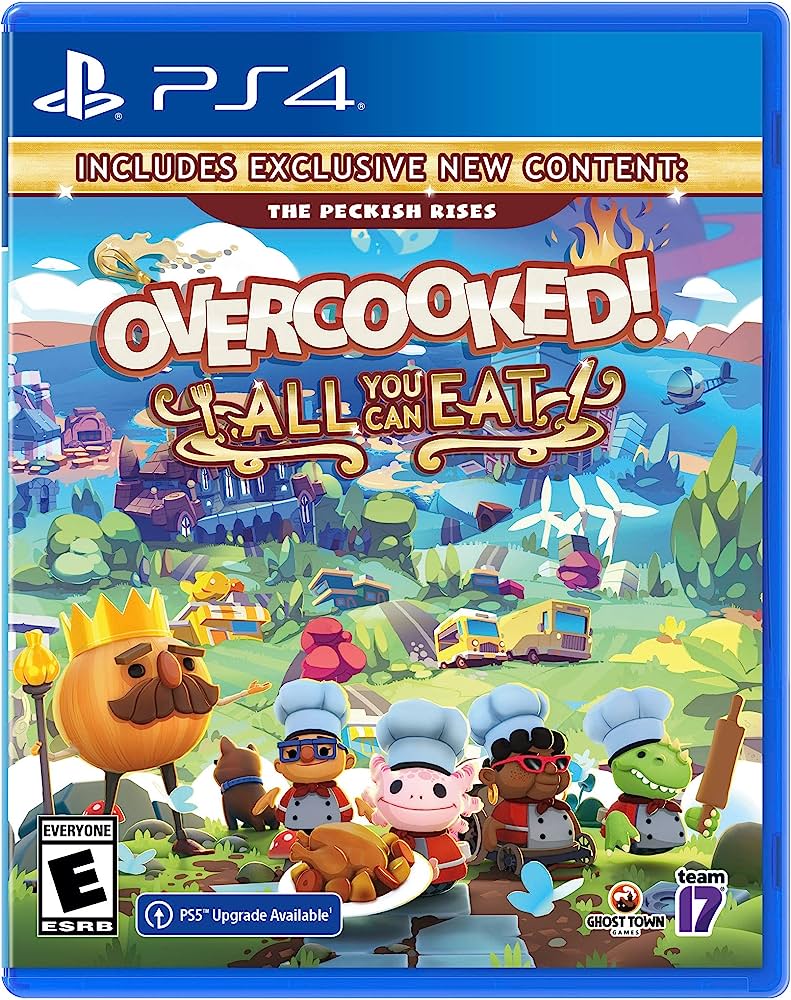 PS4
INCLUDES EXCLUSIVE NEW CONTENT:
THE PECKISH RISES
OVERCOOKED!
ALL YOU CAN EAT
EVERYONE
E
ESRB
PS5™ Upgrade Available¹
GHOST TOWN
GAMES
team
17